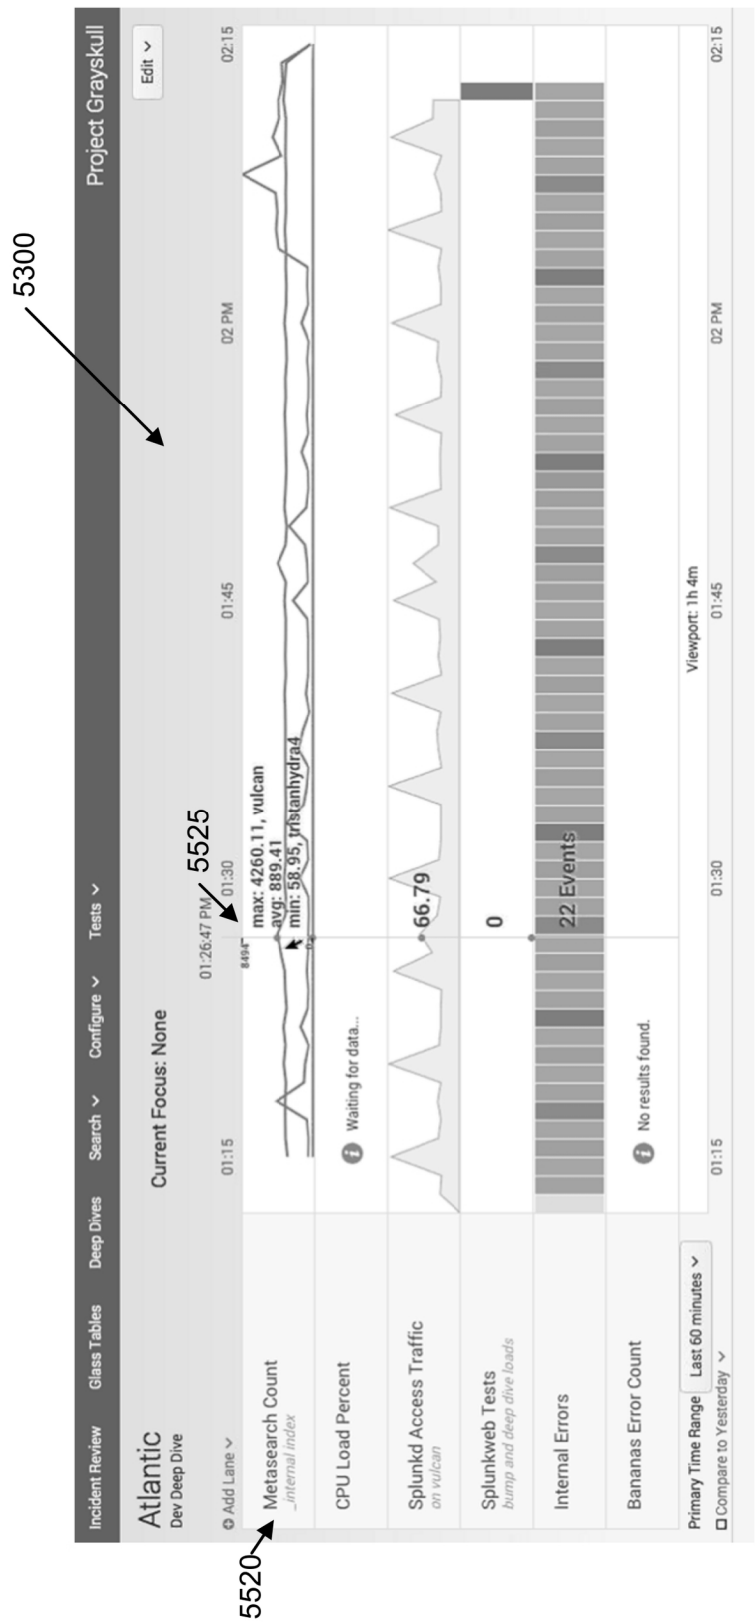 5300
Incident Review Glass Tables Deep Dives Search Configure Tests Project Grayskull
Atlantic
Dev Deep Dive
Current Focus: None
Edit
5525
01:26:47 PM
Add Lane 01:15 01:30 01:45 02 PM 02:15
5520
Metasearch Count
_internal index
8494
max: 4260.11, vulcan
avg: 889.41
min: 58.95, tristanhydra4
CPU Load Percent
i Waiting for data...
Splunkd Access Traffic
on vulcan
66.79
Splunkweb Tests
bump and deep dive loads
0
Internal Errors
22 Events
Bananas Error Count
i No results found.
Primary Time Range Last 60 minutes
Viewport: 1h 4m
Compare to Yesterday
01:15 01:30 01:45 02 PM 02:15